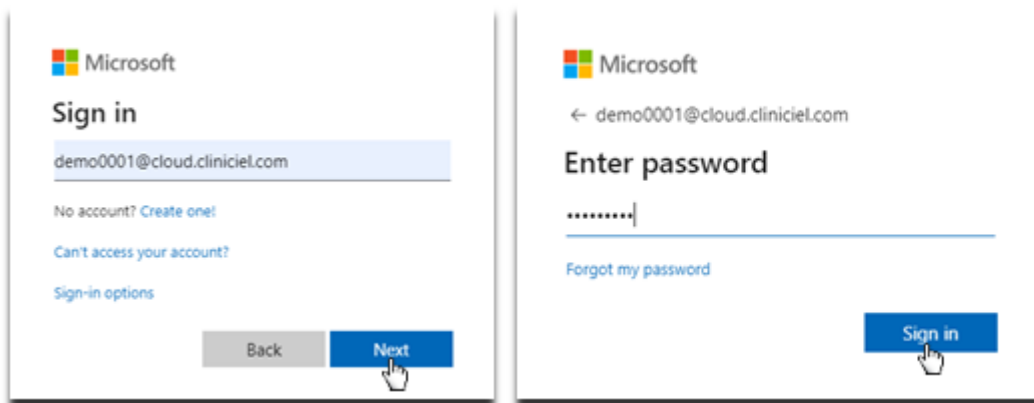 Microsoft
Sign in
demo0001@cloud.cliniciel.com
No account? Create one!
Can't access your account?
Sign-in options
Back
Next
Microsoft
← demo0001@cloud.cliniciel.com
Enter password
•••••••••
Forgot my password
Sign in